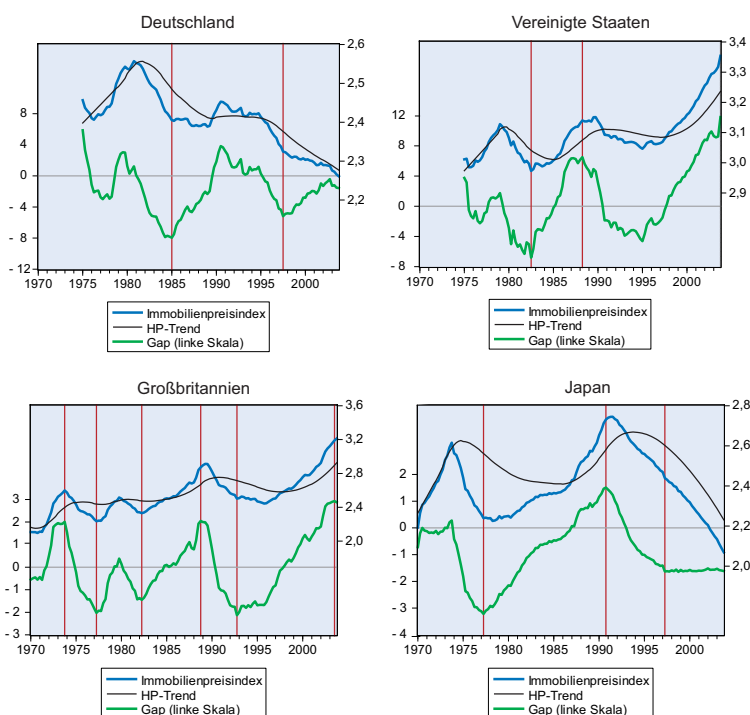 Deutschland
2,6
2,5
2,4
2,3
2,2
8
4
0
- 4
- 8
- 12
1970 1975 1980 1985 1990 1995 2000
Immobilienpreisindex
HP-Trend
Gap (linke Skala)
Vereinigte Staaten
3,4
3,3
3,2
3,1
3,0
2,9
12
8
4
0
- 4
- 8
1970 1975 1980 1985 1990 1995 2000
Immobilienpreisindex
HP-Trend
Gap (linke Skala)
Großbritannien
3,6
3,2
2,8
2,4
2,0
3
2
1
0
- 1
- 2
- 3
1970 1975 1980 1985 1990 1995 2000
Immobilienpreisindex
HP-Trend
Gap (linke Skala)
Japan
2,8
2,6
2,4
2,2
2,0
2
1
0
- 1
- 2
- 3
- 4
1970 1975 1980 1985 1990 1995 2000
Immobilienpreisindex
HP-Trend
Gap (linke Skala)